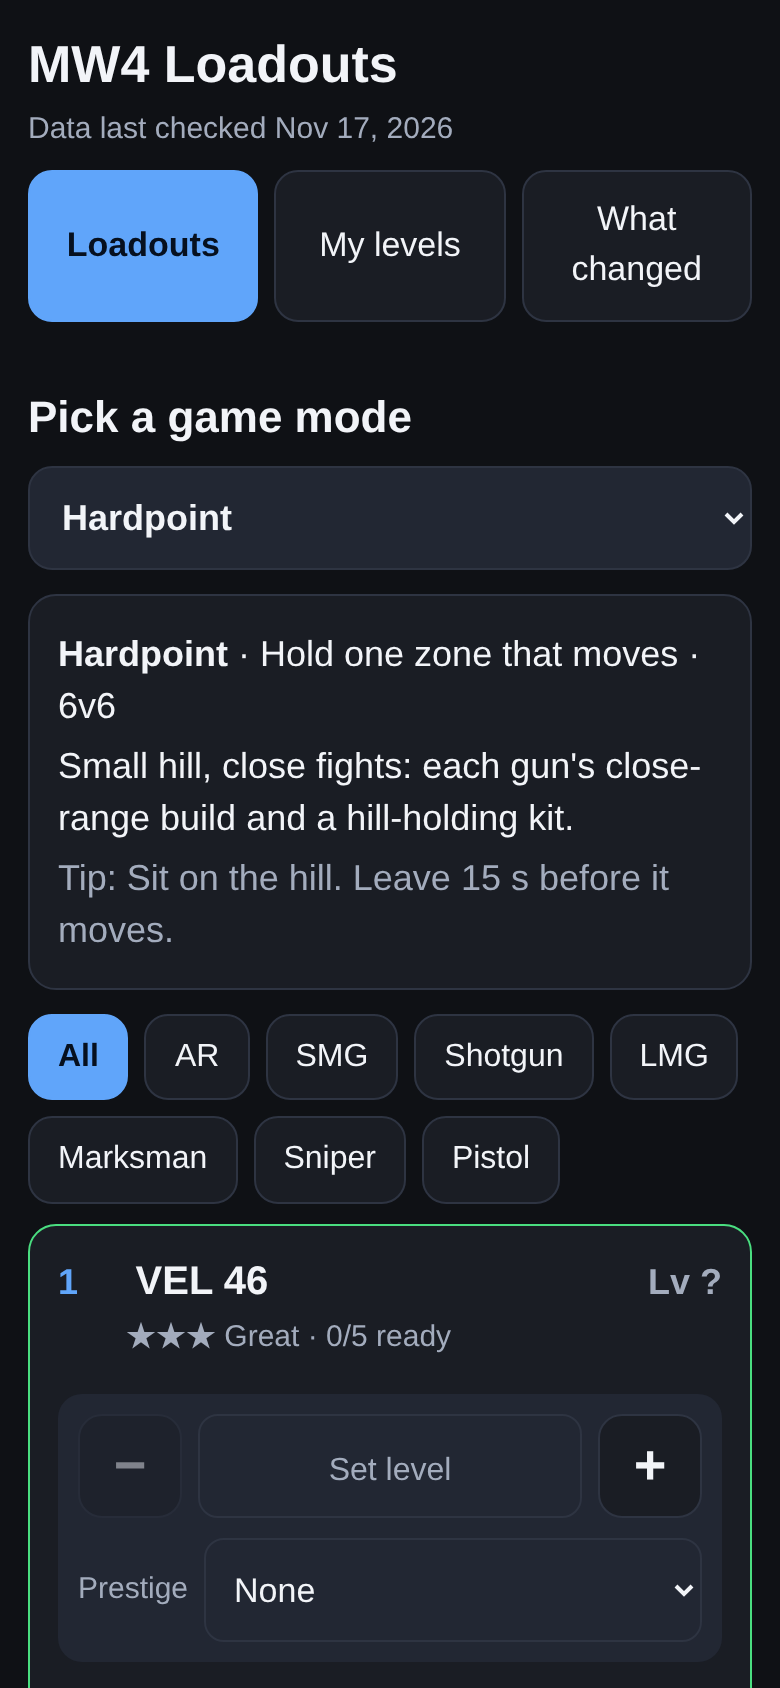 MW4 Loadouts
Data last checked Nov 17, 2026
Loadouts
My levels
What
changed
Pick a game mode
Hardpoint
Hardpoint · Hold one zone that moves ·
6v6
Small hill, close fights: each gun's close-
range build and a hill-holding kit.
Tip: Sit on the hill. Leave 15 s before it
moves.
All
AR
SMG
Shotgun
LMG
Marksman
Sniper
Pistol
1 VEL 46 Lv ?
★★★ Great · 0/5 ready
− Set level +
Prestige None